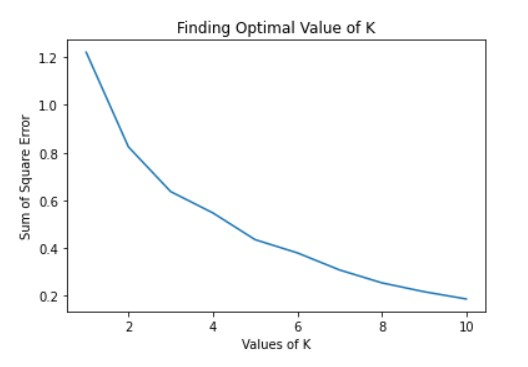 Finding Optimal Value of K
Sum of Square Error
1.2
1.0
0.8
0.6
0.4
0.2
2 4 6 8 10
Values of K